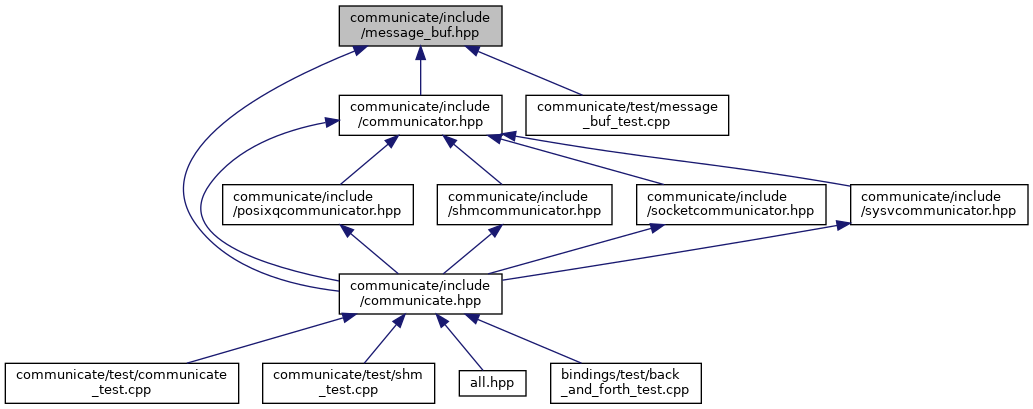 communicate/include
/message_buf.hpp
communicate/include
/communicator.hpp
communicate/test/message
_buf_test.cpp
communicate/include
/posixqcommunicator.hpp
communicate/include
/shmcommunicator.hpp
communicate/include
/socketcommunicator.hpp
communicate/include
/sysvcommunicator.hpp
communicate/include
/communicate.hpp
communicate/test/communicate
_test.cpp
communicate/test/shm
_test.cpp
all.hpp
bindings/test/back
_and_forth_test.cpp